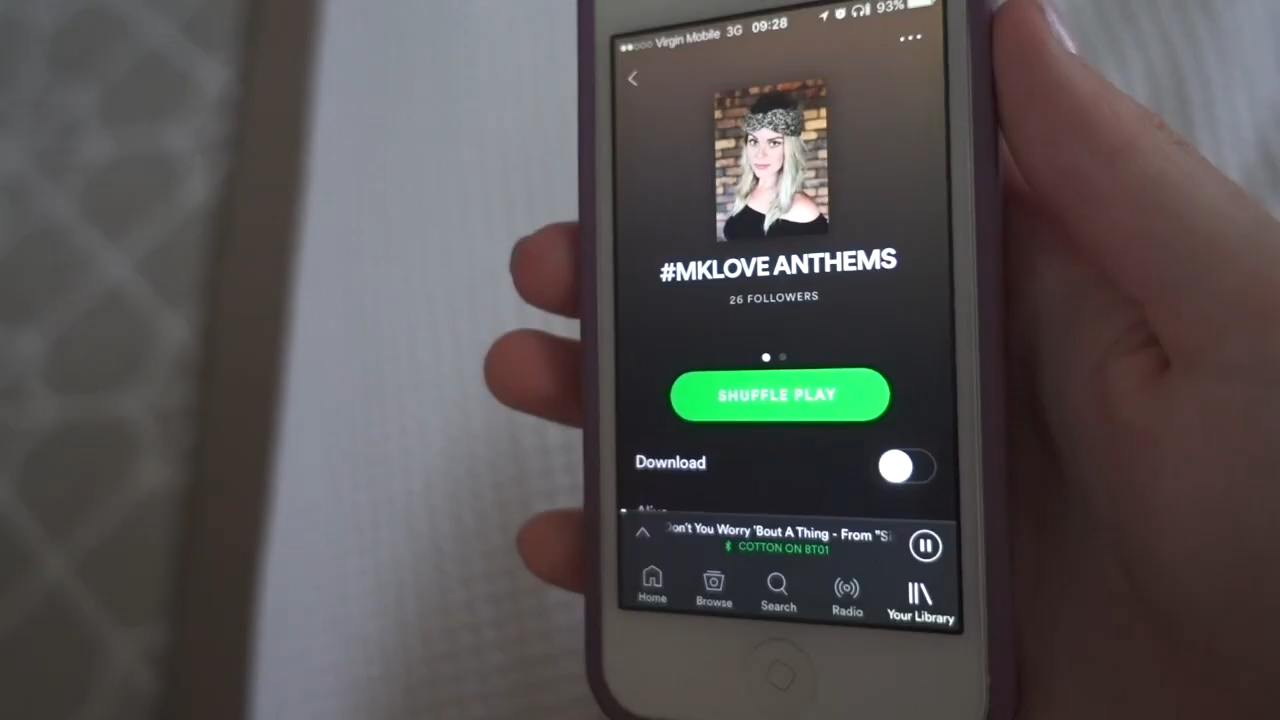 Virgin Mobile 3G 09:28 93%
#MKLOVE ANTHEMS
26 FOLLOWERS
SHUFFLE PLAY
Download
Don't You Worry 'Bout A Thing - From "Si
COTTON ON BT01
Home Browse Search Radio Your Library